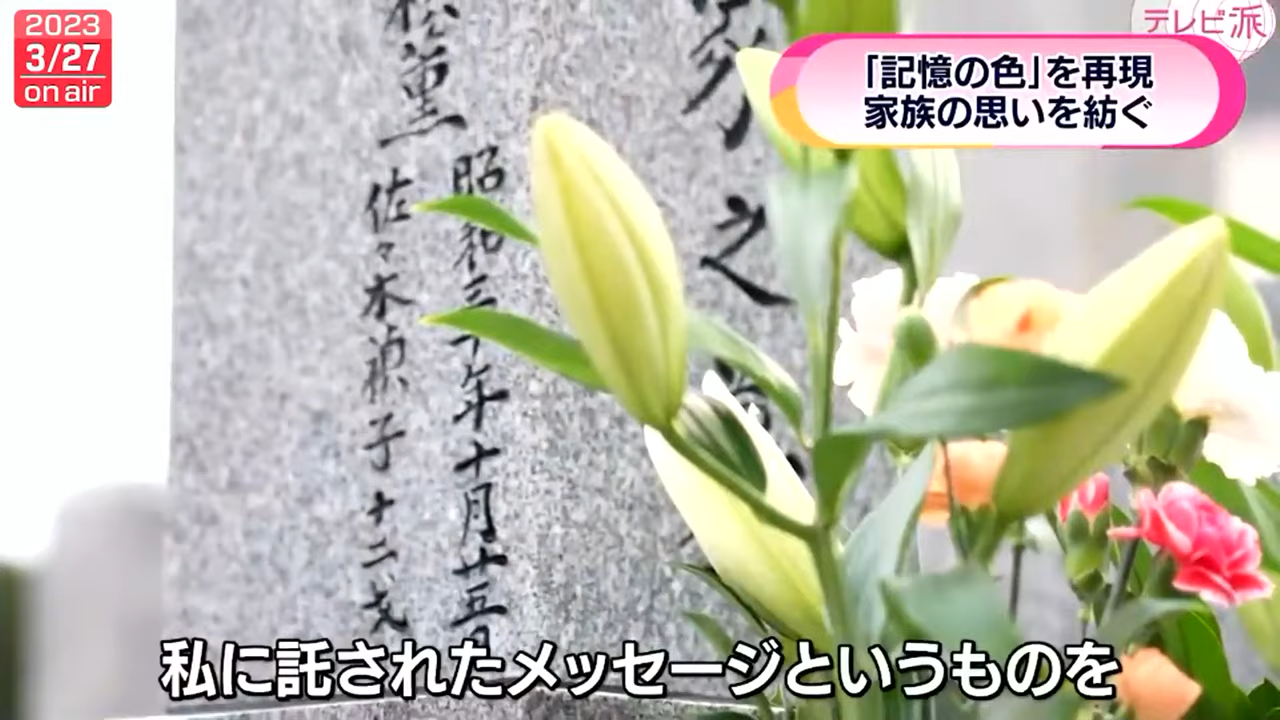 2023
3/27
on air
テレビ派
「記憶の色」を再現
家族の思いを紡ぐ
之
昭和三十年十月廿五日
薫
佐々木禎子 十二才
私に託されたメッセージというものを